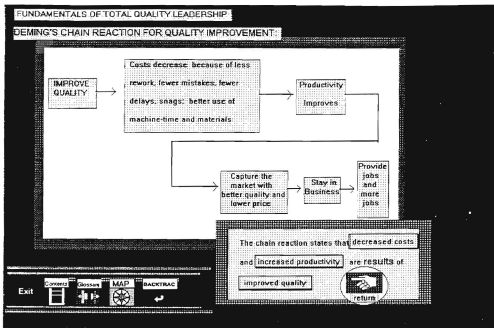 FUNDAMENTALS OF TOTAL QUALITY LEADERSHIP
DEMING'S CHAIN REACTION FOR QUALITY IMPROVEMENT:
IMPROVE
QUALITY
Costs decrease because of less
rework, fewer mistakes, fewer
delays, snags; better use of
machine-time and materials
Productivity
Improves
Capture the
market with
better quality and
lower price
Stay in
Business
Provide
jobs
and
more
jobs
The chain reaction states that decreased costs
and increased productivity are results of
improved quality
return
Exit
Contents
Glossary
MAP
BACKTRAC